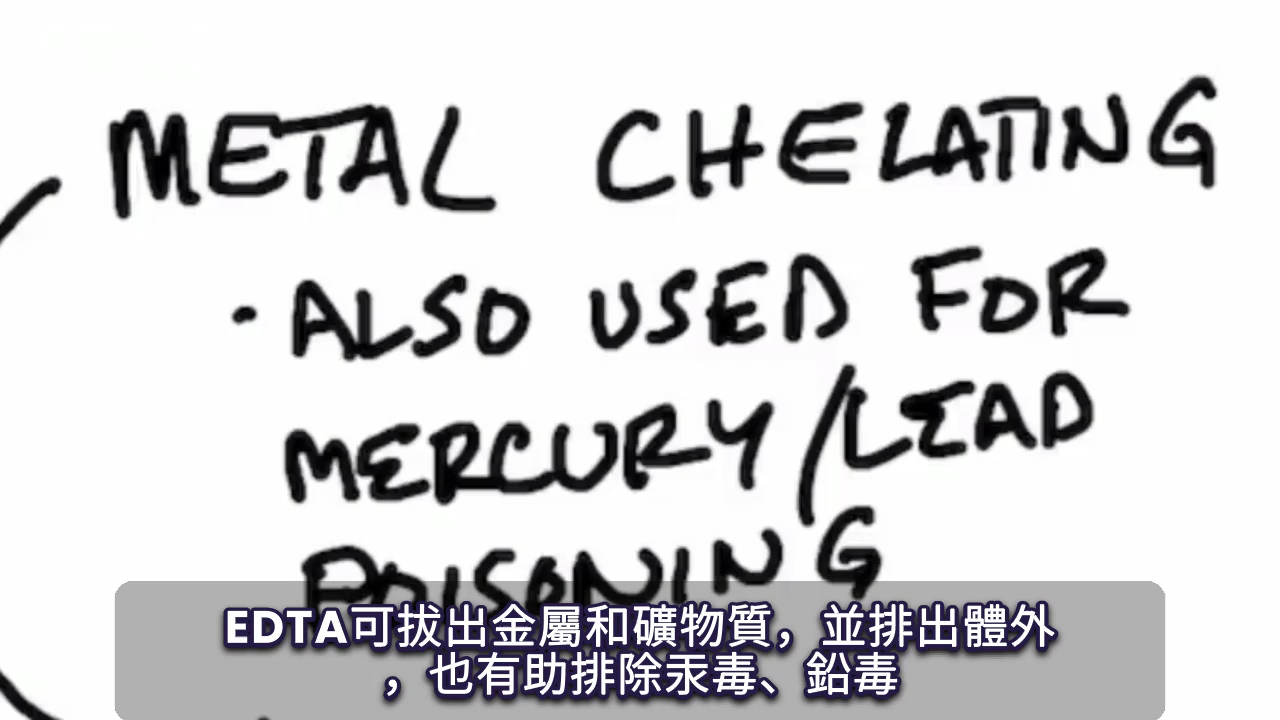 METAL CHELATING
· ALSO USED FOR
MERCURY/LEAD
POISONING
EDTA可拔出金屬和礦物質，並排出體外
，也有助排除汞毒、鉛毒